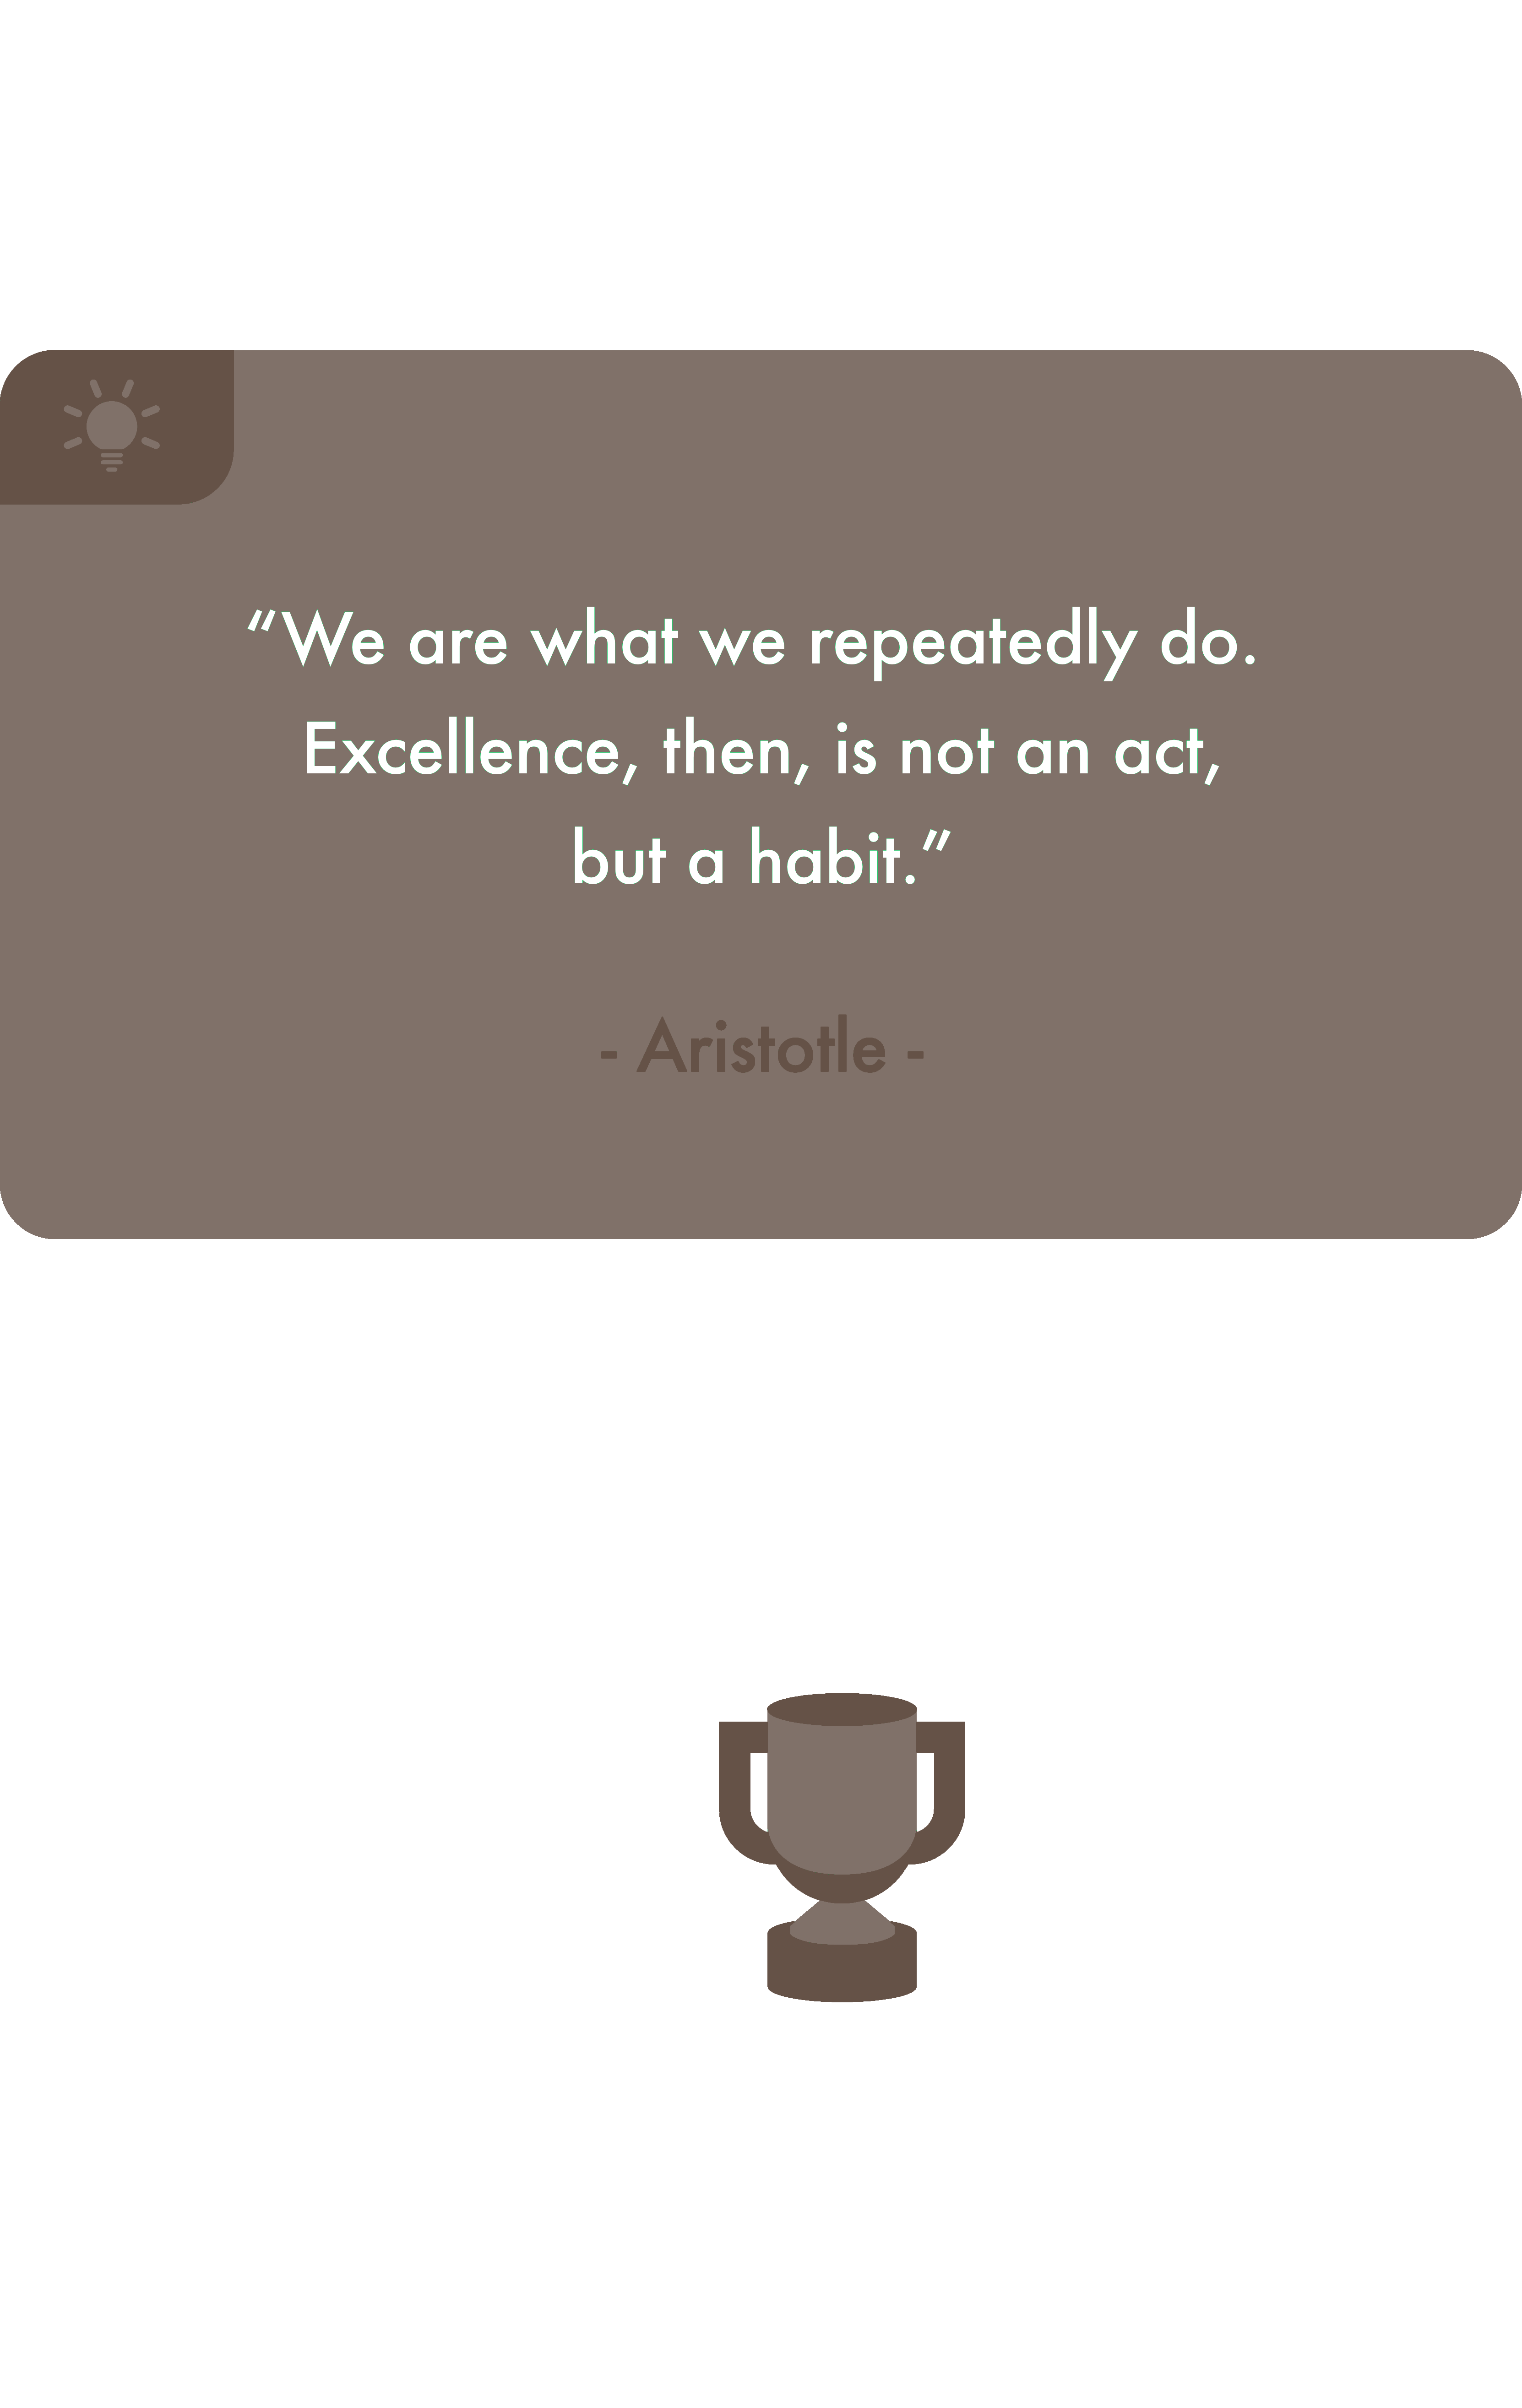 “We are what we repeatedly do.
Excellence, then, is not an act,
but a habit.”
- Aristotle -